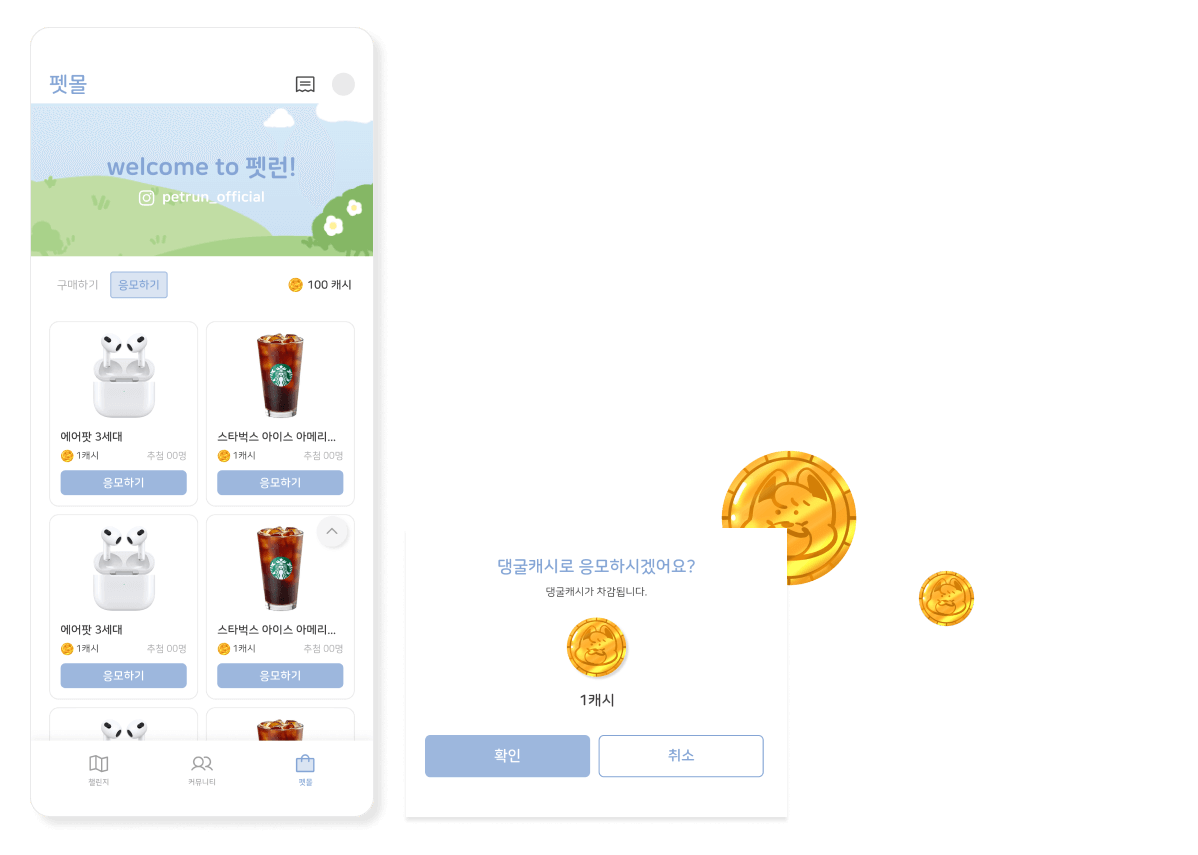 펫몰
welcome to 펫런!
petrun_official
구매하기
응모하기
100 캐시
에어팟 3세대
1캐시
추첨 00명
응모하기
스타벅스 아이스 아메리...
1캐시
추첨 00명
응모하기
에어팟 3세대
1캐시
추첨 00명
응모하기
스타벅스 아이스 아메리...
1캐시
추첨 00명
응모하기
챌린지
커뮤니티
펫몰
댕굴캐시로 응모하시겠어요?
댕굴캐시가 차감됩니다.
1캐시
확인
취소